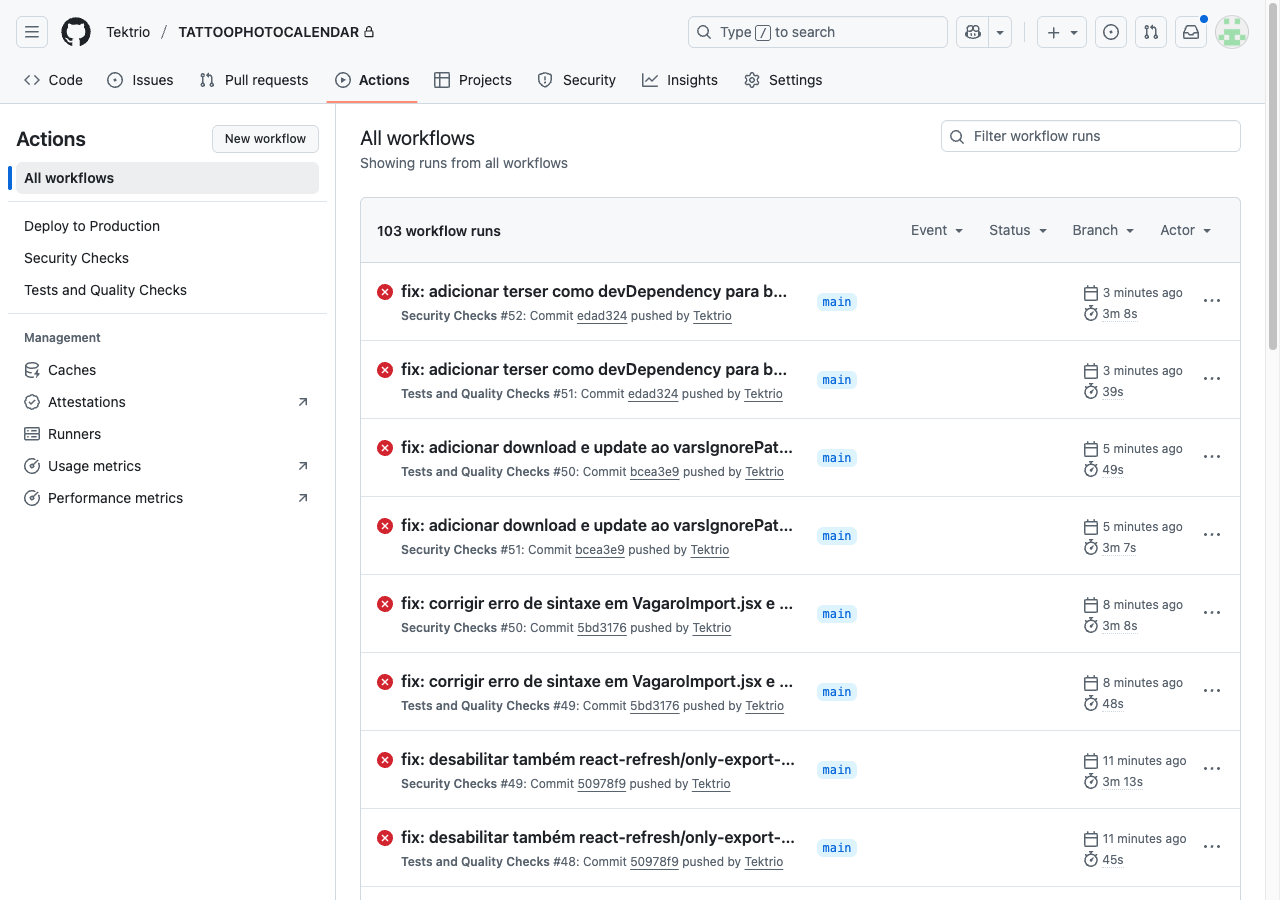 Tektrio / TATTOOPHOTOCALENDAR
Type / to search
Code
Issues
Pull requests
Actions
Projects
Security
Insights
Settings
Actions
New workflow
All workflows
Deploy to Production
Security Checks
Tests and Quality Checks
Management
Caches
Attestations
Runners
Usage metrics
Performance metrics
All workflows
Showing runs from all workflows
Filter workflow runs
103 workflow runs
Event
Status
Branch
Actor
fix: adicionar terser como devDependency para b...
Security Checks #52: Commit edad324 pushed by Tektrio
main
3 minutes ago
3m 8s
fix: adicionar terser como devDependency para b...
Tests and Quality Checks #51: Commit edad324 pushed by Tektrio
main
3 minutes ago
39s
fix: adicionar download e update ao varsIgnorePat...
Tests and Quality Checks #50: Commit bcea3e9 pushed by Tektrio
main
5 minutes ago
49s
fix: adicionar download e update ao varsIgnorePat...
Security Checks #51: Commit bcea3e9 pushed by Tektrio
main
5 minutes ago
3m 7s
fix: corrigir erro de sintaxe em VagaroImport.jsx e ...
Security Checks #50: Commit 5bd3176 pushed by Tektrio
main
8 minutes ago
3m 8s
fix: corrigir erro de sintaxe em VagaroImport.jsx e ...
Tests and Quality Checks #49: Commit 5bd3176 pushed by Tektrio
main
8 minutes ago
48s
fix: desabilitar também react-refresh/only-export-...
Security Checks #49: Commit 50978f9 pushed by Tektrio
main
11 minutes ago
3m 13s
fix: desabilitar também react-refresh/only-export-...
Tests and Quality Checks #48: Commit 50978f9 pushed by Tektrio
main
11 minutes ago
45s